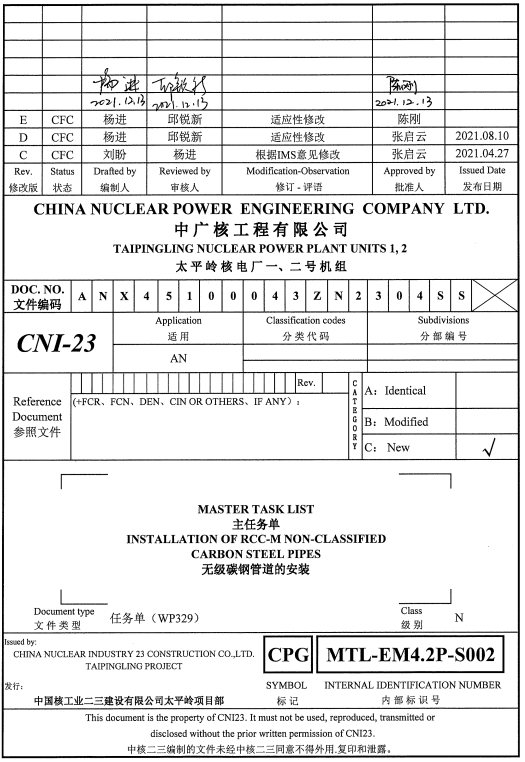 杨进 邱锐新 陈刚
2021.12.13 2021.12.13 2021.12.13
E CFC 杨进 邱锐新 适应性修改 陈刚
D CFC 杨进 邱锐新 适应性修改 张启云 2021.08.10
C CFC 刘盼 杨进 根据IMS意见修改 张启云 2021.04.27
Rev. Status Drafted by Reviewed by Modification-Observation Approved by Issued Date
修改版 状态 编制人 审核人 修订-评语 批准人 发布日期
CHINA NUCLEAR POWER ENGINEERING COMPANY LTD.
中广核工程有限公司
TAIPINGLING NUCLEAR POWER PLANT UNITS 1, 2
太平岭核电厂一、二号机组
DOC. NO. A N X 4 5 1 0 0 0 4 3 Z N 2 3 0 4 S S
文件编码
CNI-23
Application Classification codes Subdivisions
适用 分类代码 分部编号
AN
Rev.
Reference Document
参照文件
(+FCR, FCN, DEN, CIN OR OTHERS, IF ANY)：
CATEGORY
A：Identical
B：Modified
C：New √
MASTER TASK LIST
主任务单
INSTALLATION OF RCC-M NON-CLASSIFIED
CARBON STEEL PIPES
无级碳钢管道的安装
Document type
文件类型 任务单（WP329）
Class
级别 N
Issued by:
CHINA NUCLEAR INDUSTRY 23 CONSTRUCTION CO.,LTD.
TAIPINGLING PROJECT
发行：
中国核工业二三建设有限公司太平岭项目部
CPG MTL-EM4.2P-S002
SYMBOL INTERNAL IDENTIFICATION NUMBER
标记 内部标识号
This document is the property of CNI23. It must not be used, reproduced, transmitted or
disclosed without the prior written permission of CNI23.
中核二三编制的文件未经中核二三同意不得外用,复印和泄露。